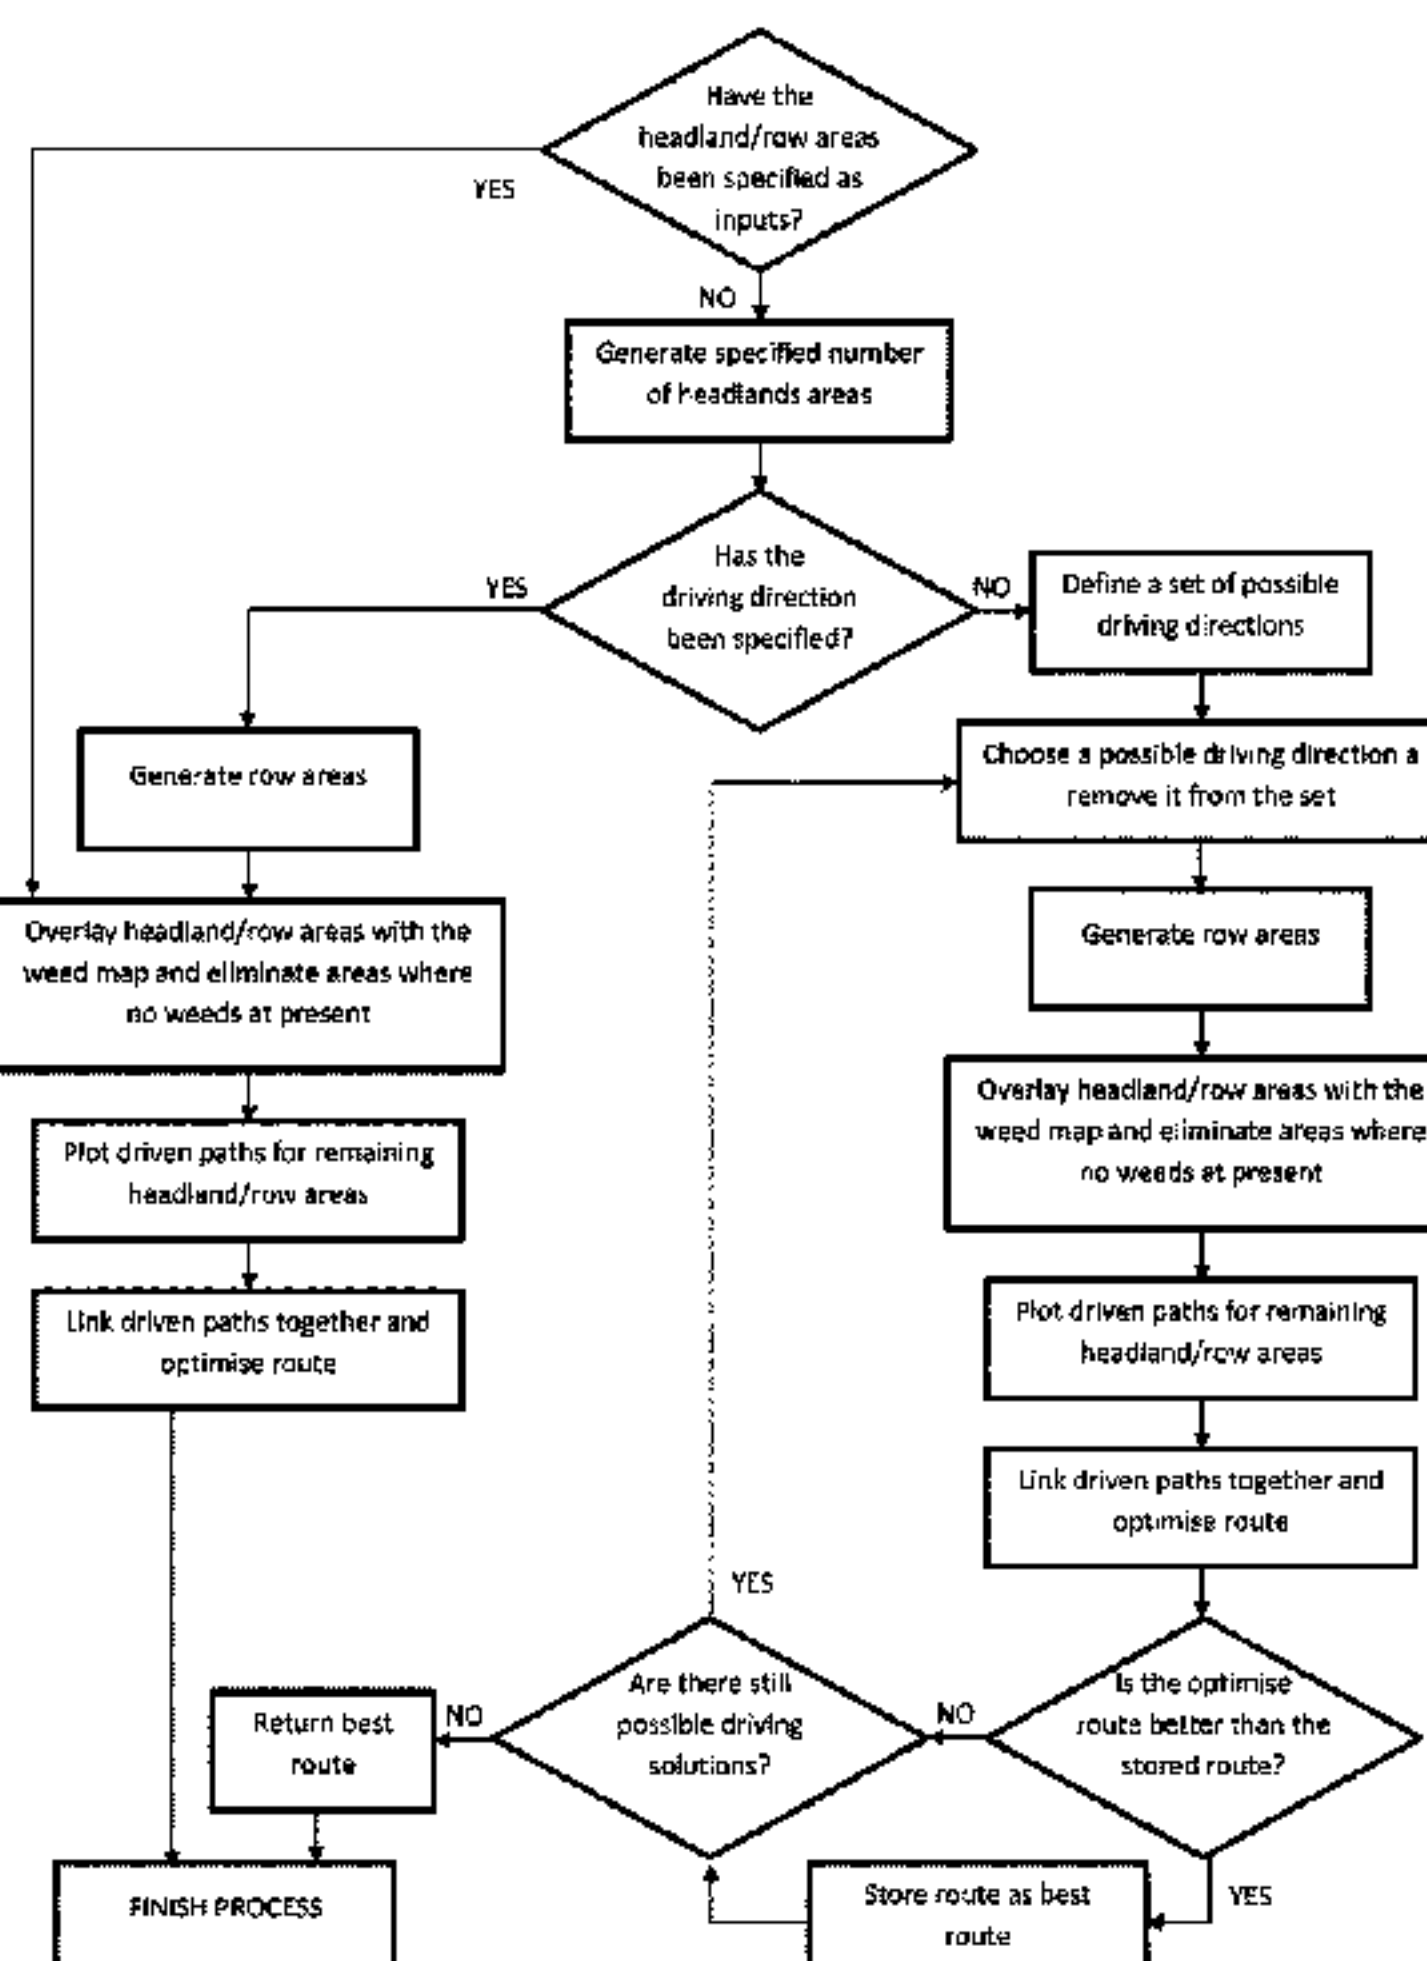 Have the
headland/row areas
been specified as
inputs?
YES
NO
Generate specified number
of headlands areas
Has the
driving direction
been specified?
YES
NO
Define a set of possible
driving directions
Choose a possible driving direction a
remove it from the set
Generate row areas
Generate row areas
Overlay headland/row areas with the
weed map and eliminate areas where
no weeds at present
Overlay headland/row areas with the
weed map and eliminate areas where
no weeds at present
Plot driven paths for remaining
headland/row areas
Plot driven paths for remaining
headland/row areas
Link driven paths together and
optimise route
Link driven paths together and
optimise route
YES
Is the optimise
route better than the
stored route?
NO
Are there still
possible driving
solutions?
NO
Return best
route
YES
Store route as best
route
FINISH PROCESS